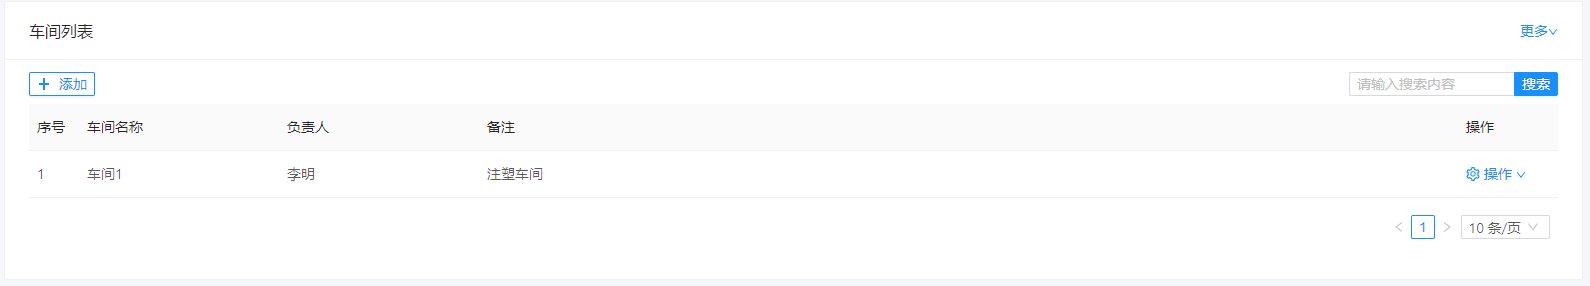 车间列表 更多
添加 请输入搜索内容 搜索
序号 车间名称 负责人 备注 操作
1 车间1 李明 注塑车间 操作
1 10 条/页